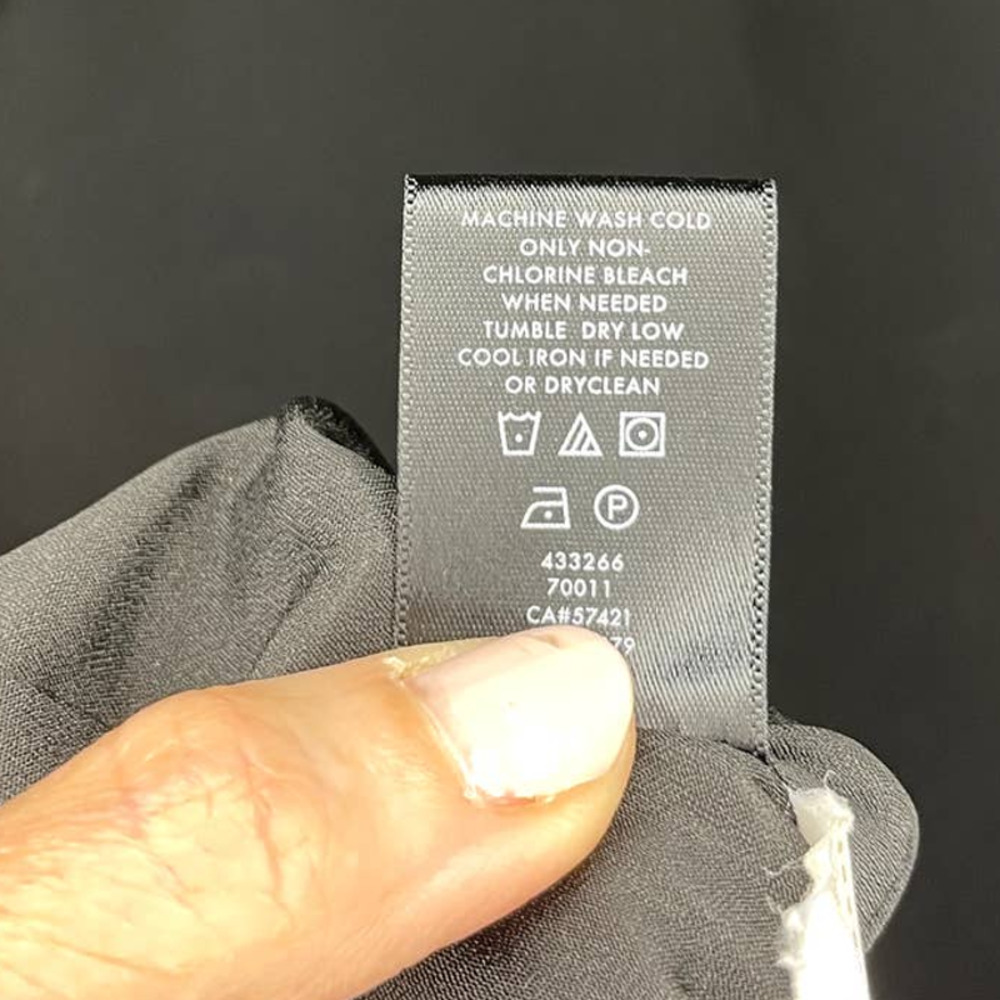 MACHINE WASH COLD
ONLY NON-
CHLORINE BLEACH
WHEN NEEDED
TUMBLE DRY LOW
COOL IRON IF NEEDED
OR DRYCLEAN
P
433266
70011
CA#57421
79